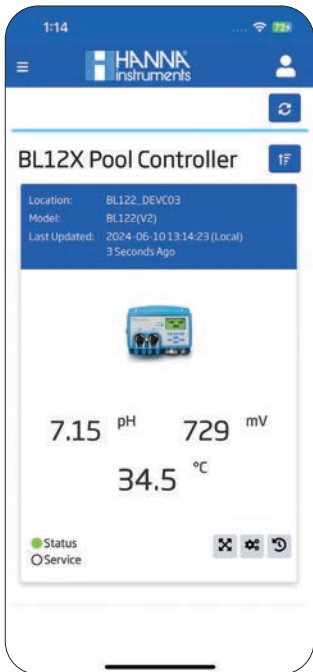 1:14
72
HANNA
instruments
BL12X Pool Controller
Location: BL122_DEVC03
Model: BL122(V2)
Last Updated: 2024-06-10 13:14:23 (Local)
3 Seconds Ago
7.15 pH 729 mV
34.5 °C
Status
Service